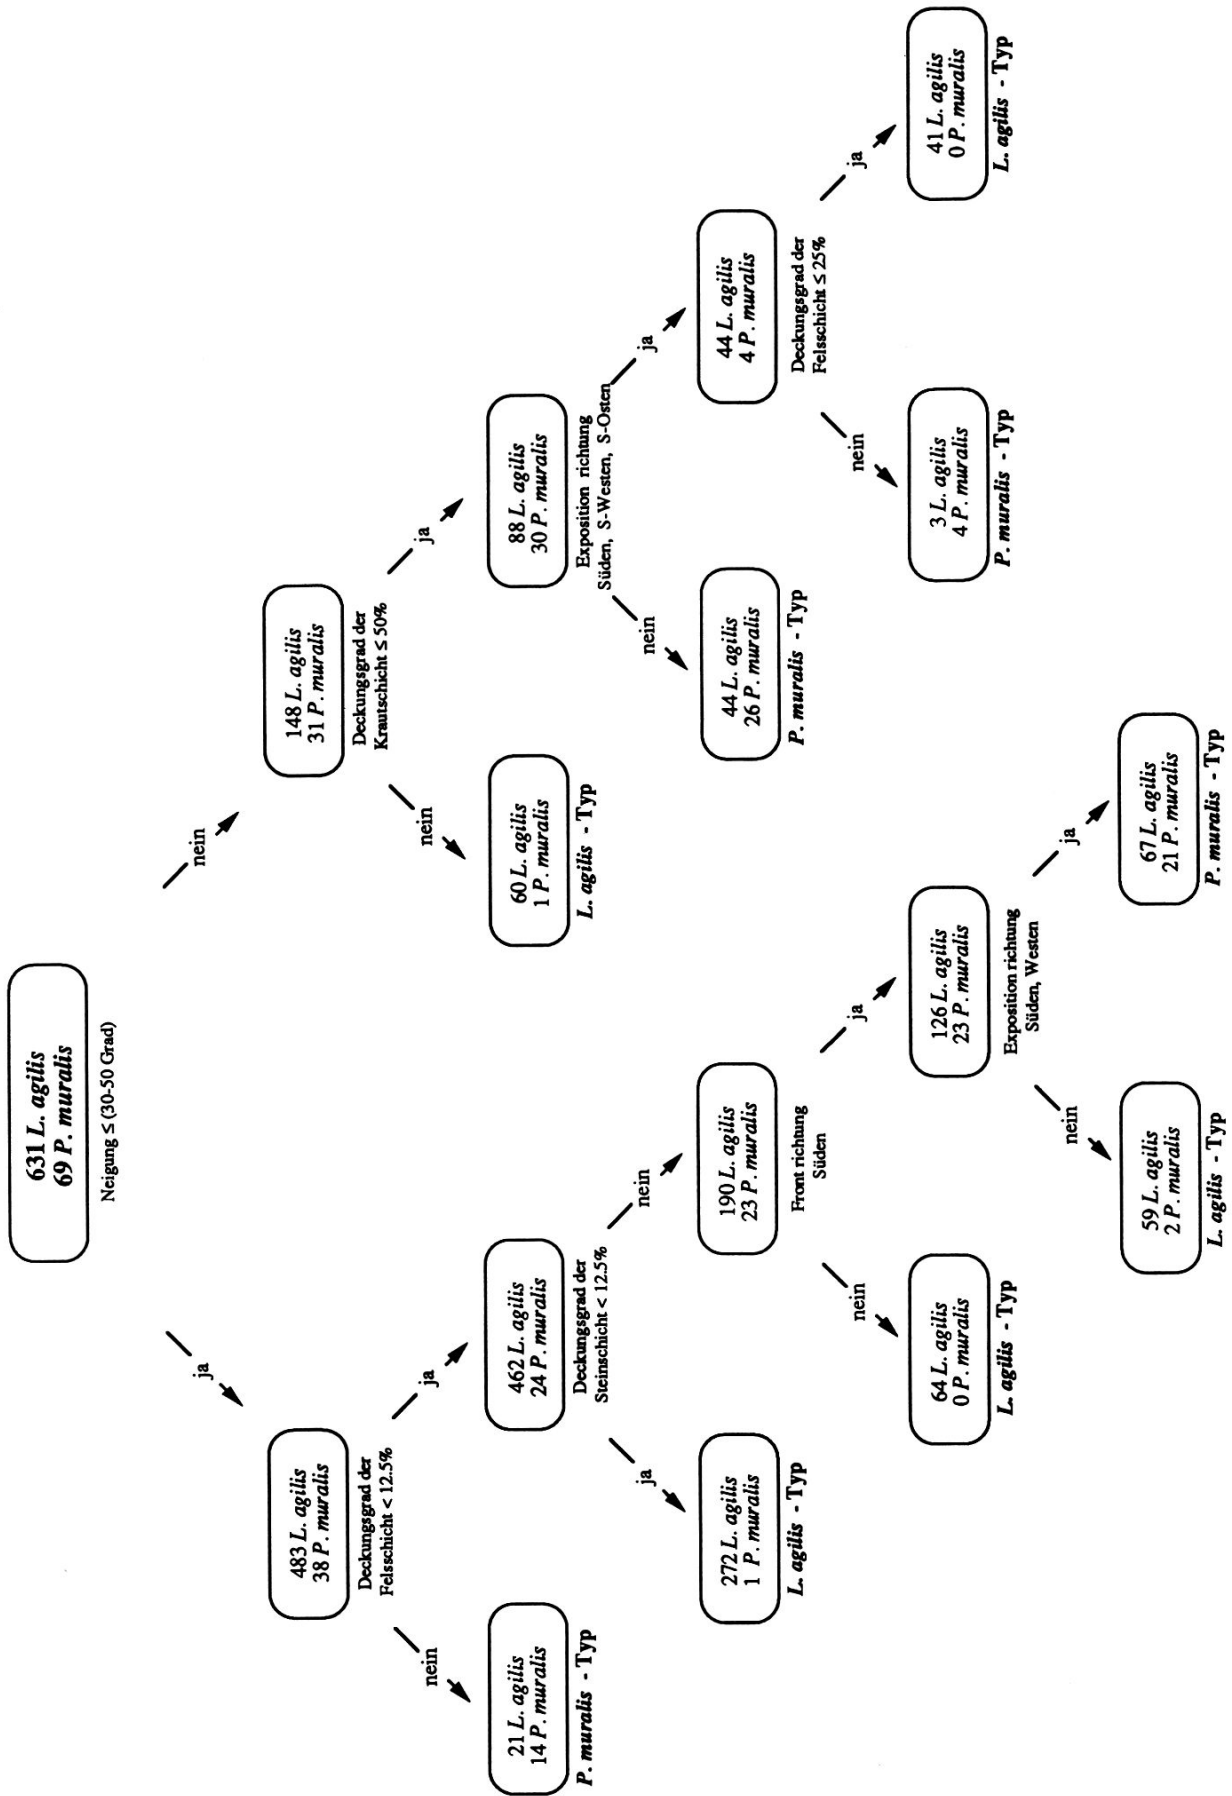 631 L. agilis
69 P. muralis
Neigung ≤ (30-50 Grad)
ja
nein
483 L. agilis
38 P. muralis
Deckungsgrad der
Felsschicht < 12.5%
148 L. agilis
31 P. muralis
Deckungsgrad der
Krautschicht ≤ 50%
nein
ja
nein
ja
21 L. agilis
14 P. muralis
P. muralis - Typ
462 L. agilis
24 P. muralis
Deckungsgrad der
Steinschicht < 12.5%
60 L. agilis
1 P. muralis
L. agilis - Typ
88 L. agilis
30 P. muralis
Exposition richtung
Süden, S-Westen, S-Osten
ja
nein
nein
ja
272 L. agilis
1 P. muralis
L. agilis - Typ
190 L. agilis
23 P. muralis
Front richtung
Süden
44 L. agilis
26 P. muralis
P. muralis - Typ
44 L. agilis
4 P. muralis
Deckungsgrad der
Felsschicht ≤ 25%
nein
ja
nein
ja
64 L. agilis
0 P. muralis
L. agilis - Typ
126 L. agilis
23 P. muralis
Exposition richtung
Süden, Westen
3 L. agilis
4 P. muralis
P. muralis - Typ
41 L. agilis
0 P. muralis
L. agilis - Typ
nein
ja
59 L. agilis
2 P. muralis
L. agilis - Typ
67 L. agilis
21 P. muralis
P. muralis - Typ